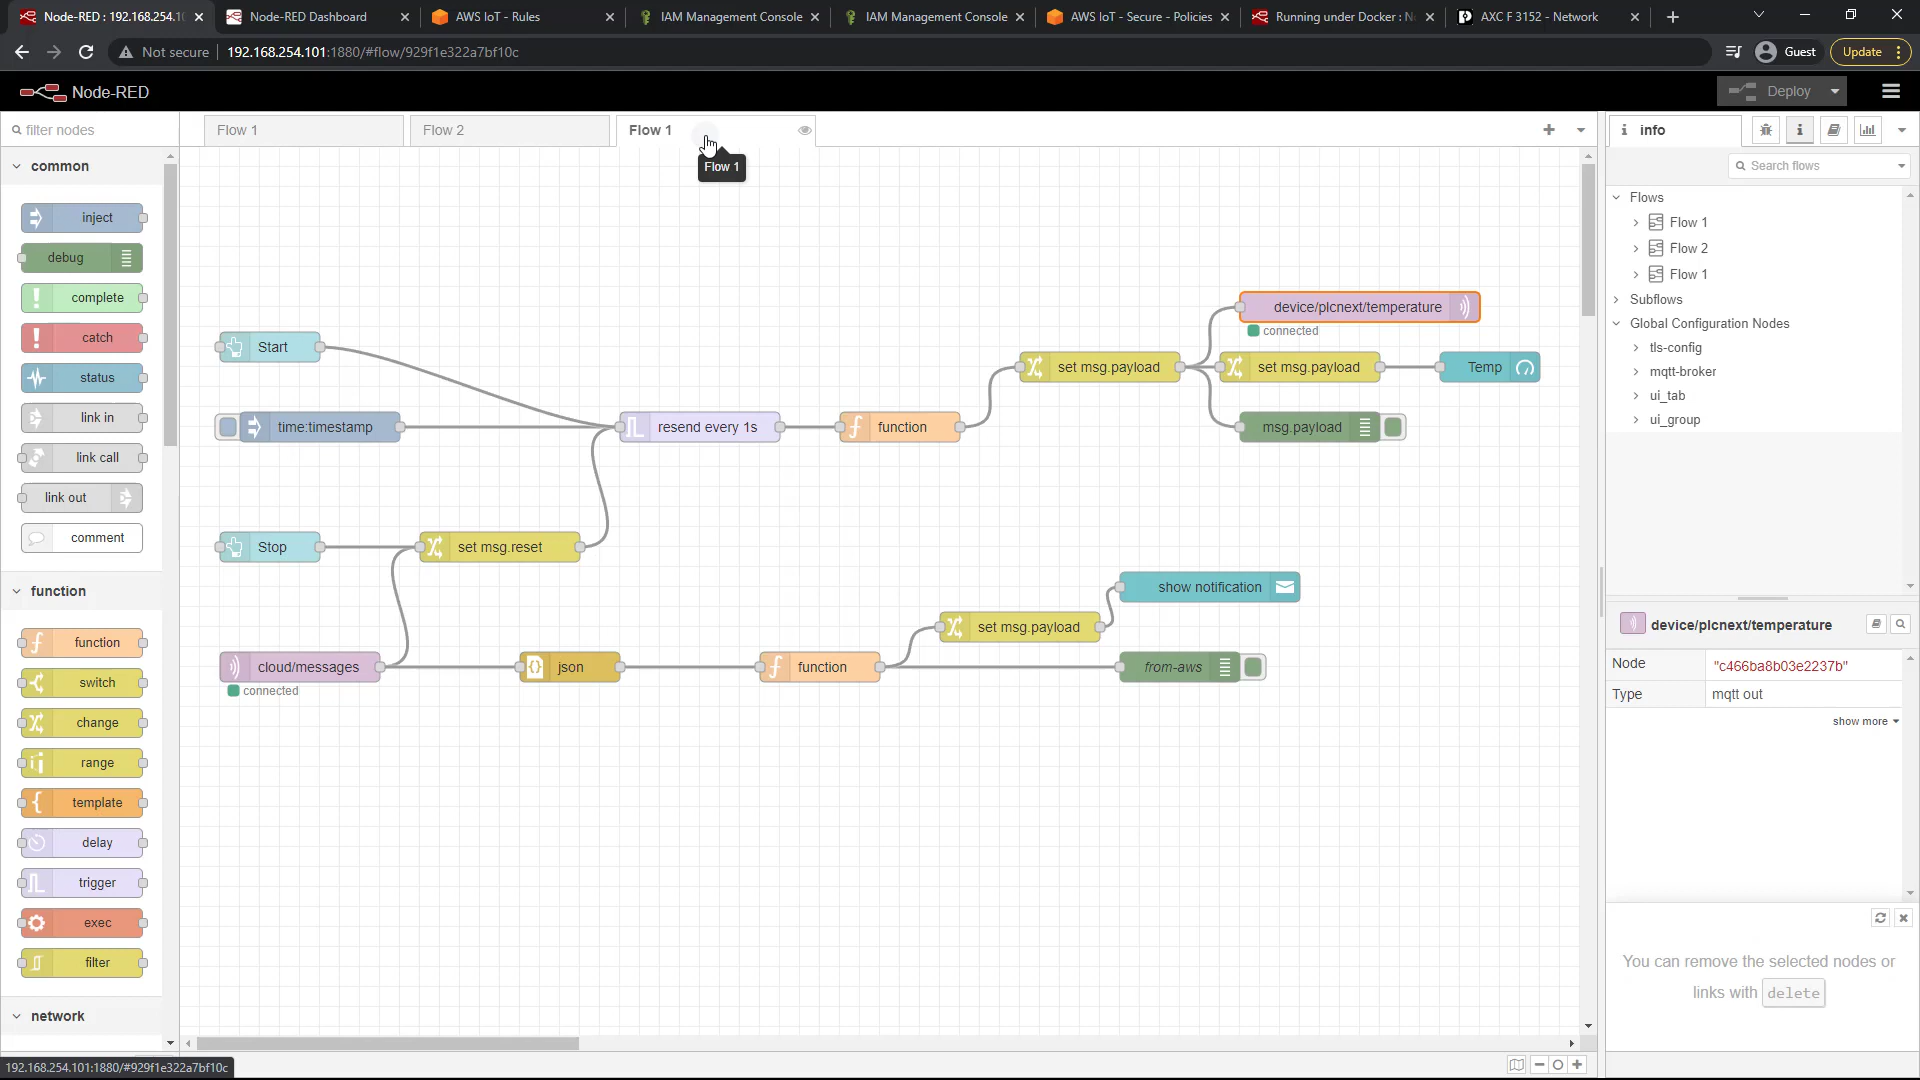 Node-RED : 192.168.254.10
Node-RED Dashboard
AWS IoT - Rules
IAM Management Console
IAM Management Console
AWS IoT - Secure - Policies
Running under Docker : N
AXC F 3152 - Network
Not secure
192.168.254.101:1880/#flow/929f1e322a7bf10c
Guest
Update
Node-RED
Deploy
filter nodes
Flow 1
Flow 2
Flow 1
info
Flow 1
Search flows
common
inject
debug
complete
catch
status
link in
link call
link out
comment
function
function
switch
change
range
template
delay
trigger
exec
filter
network
192.168.254.101:1880/#929f1e322a7bf10c
device/plcnext/temperature
connected
Start
set msg.payload
set msg.payload
Temp
time:timestamp
resend every 1s
function
msg.payload
Stop
set msg.reset
show notification
set msg.payload
cloud/messages
json
function
from-aws
connected
Flows
Flow 1
Flow 2
Flow 1
Subflows
Global Configuration Nodes
tls-config
mqtt-broker
ui_tab
ui_group
device/plcnext/temperature
Node
"c466ba8b03e2237b"
Type
mqtt out
show more
You can remove the selected nodes or
links with delete